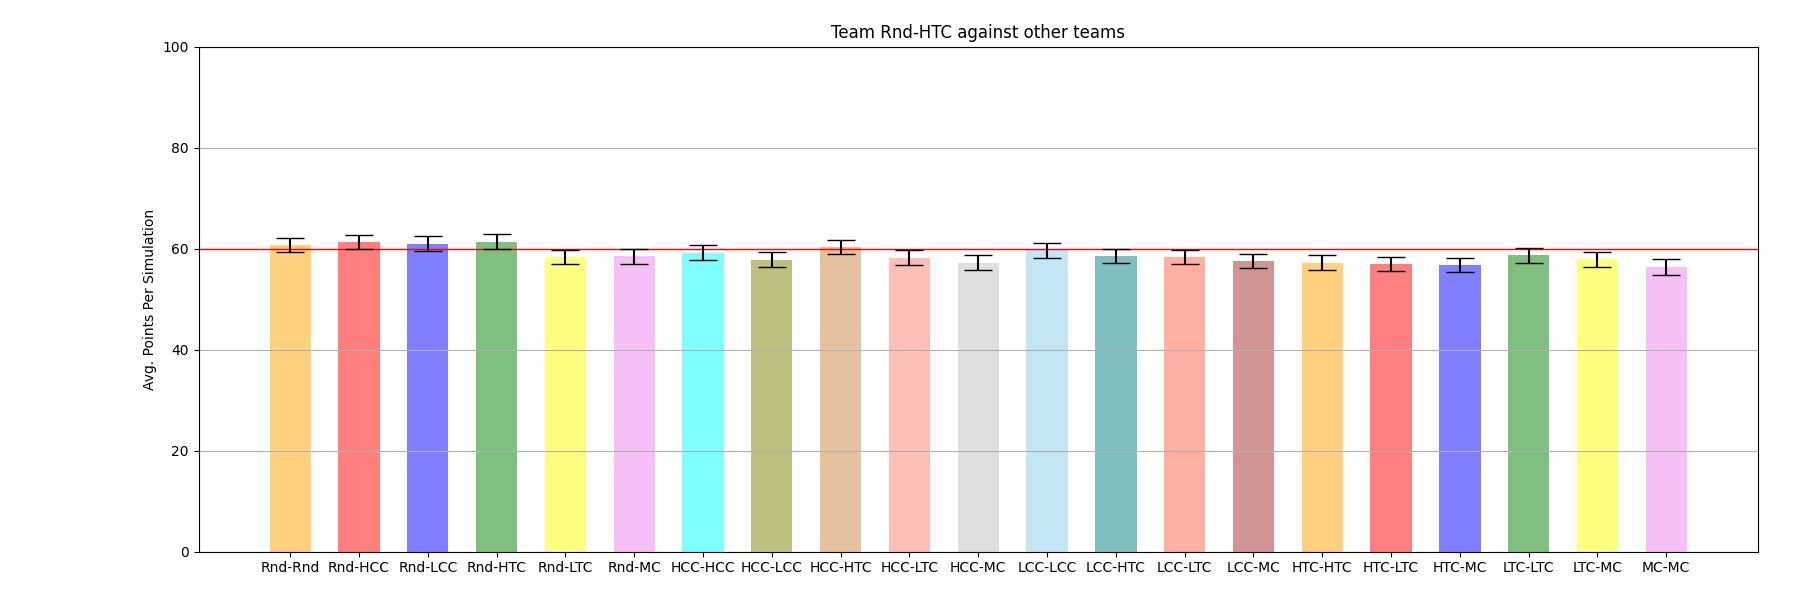 Team Rnd-HTC against other teams
Avg. Points Per Simulation
100
80
60
40
20
0
Rnd-Rnd Rnd-HCC Rnd-LCC Rnd-HTC Rnd-LTC Rnd-MC HCC-HCC HCC-LCC HCC-HTC HCC-LTC HCC-MC LCC-LCC LCC-HTC LCC-LTC LCC-MC HTC-HTC HTC-LTC HTC-MC LTC-LTC LTC-MC MC-MC